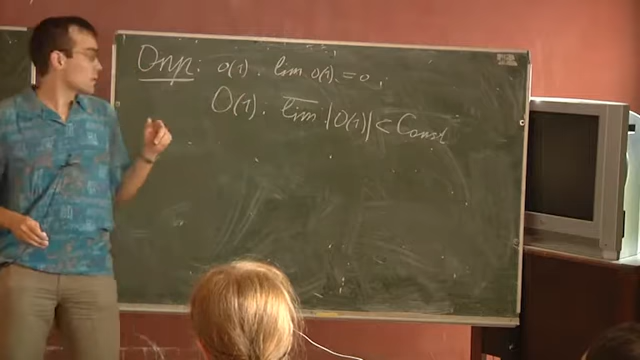 Опр: o(1). lim. o(1). = 0;
O(1): lim̅. |O(1)| < Const